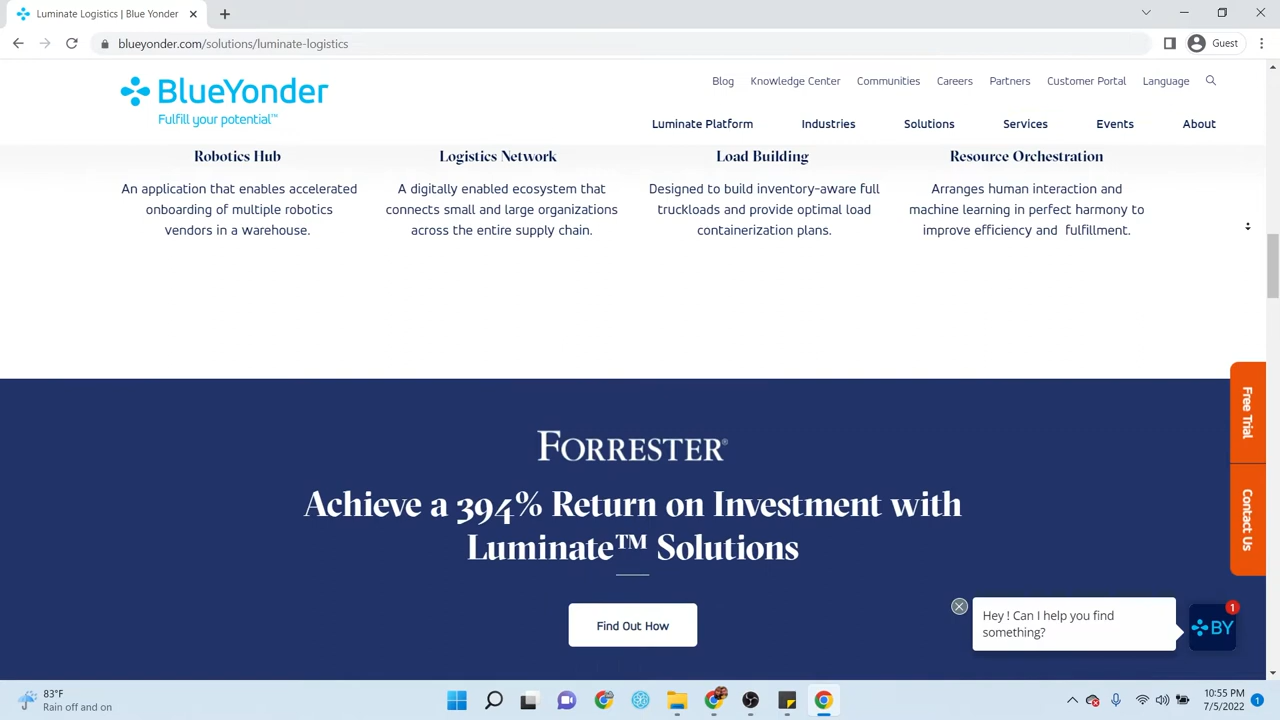 Luminate Logistics | Blue Yonder
blueyonder.com/solutions/luminate-logistics
Guest
BlueYonder
Fulfill your potential™
Blog Knowledge Center Communities Careers Partners Customer Portal Language
Luminate Platform Industries Solutions Services Events About
Robotics Hub
An application that enables accelerated
onboarding of multiple robotics
vendors in a warehouse.
Logistics Network
A digitally enabled ecosystem that
connects small and large organizations
across the entire supply chain.
Load Building
Designed to build inventory-aware full
truckloads and provide optimal load
containerization plans.
Resource Orchestration
Arranges human interaction and
machine learning in perfect harmony to
improve efficiency and fulfillment.
Free Trial
Contact Us
FORRESTER®
Achieve a 394% Return on Investment with
Luminate™ Solutions
Find Out How
Hey ! Can I help you find
something?
1
BY
83°F
Rain off and on
10:55 PM
7/5/2022
1